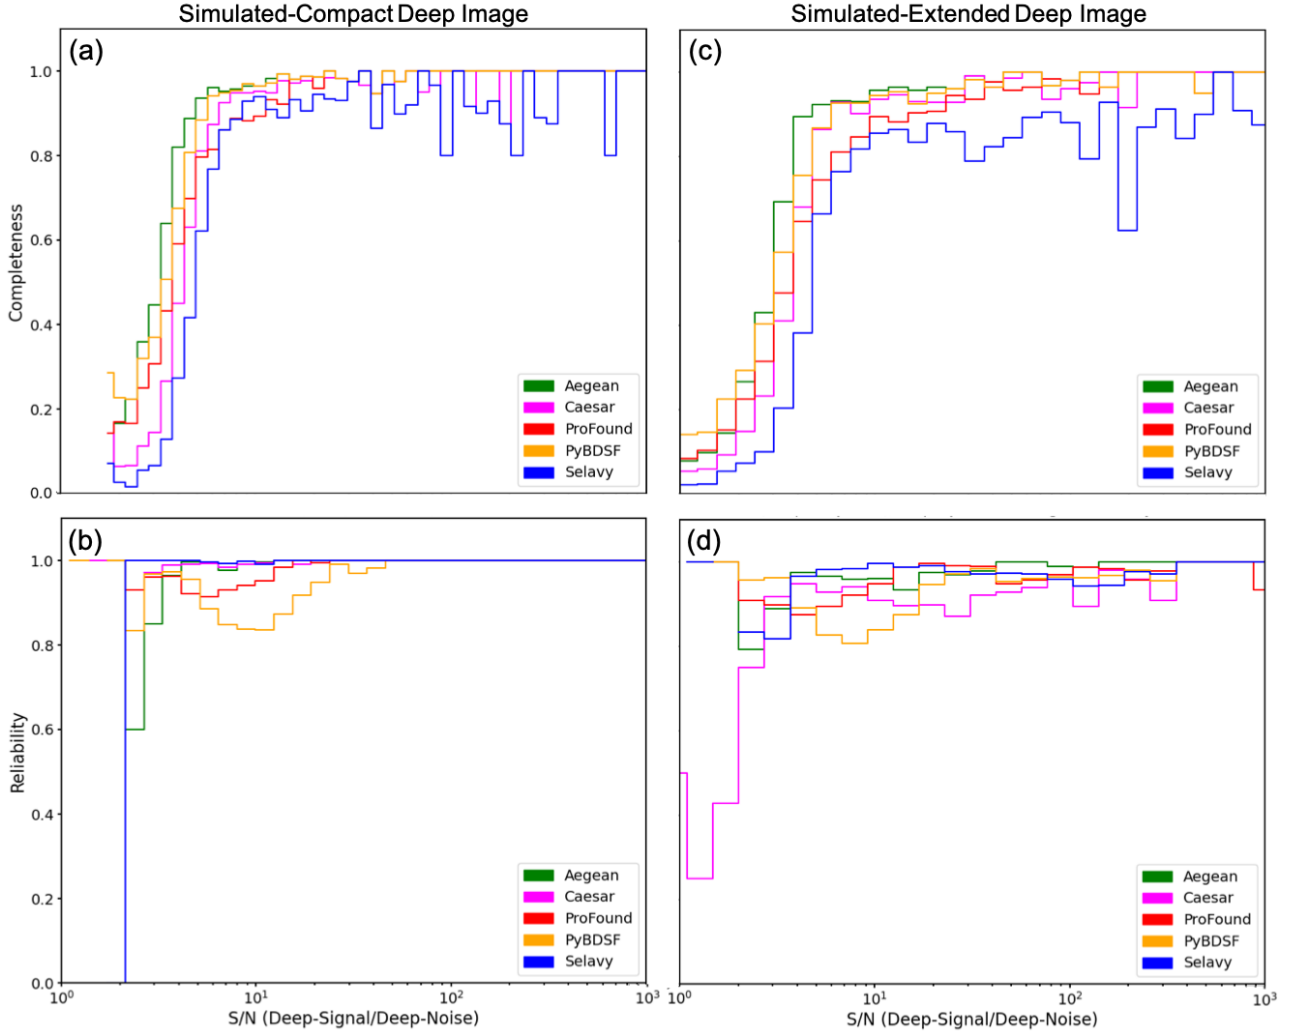 Simulated-Compact Deep Image
Simulated-Extended Deep Image
(a)
1.0
0.8
0.6
0.4
0.2
0.0
Completeness
Aegean
Caesar
ProFound
PyBDSF
Selavy
(c)
Aegean
Caesar
ProFound
PyBDSF
Selavy
(b)
1.0
0.8
0.6
0.4
0.2
0.0
Reliability
Aegean
Caesar
ProFound
PyBDSF
Selavy
10⁰ 10¹ 10² 10³
S/N (Deep-Signal/Deep-Noise)
(d)
Aegean
Caesar
ProFound
PyBDSF
Selavy
10⁰ 10¹ 10² 10³
S/N (Deep-Signal/Deep-Noise)